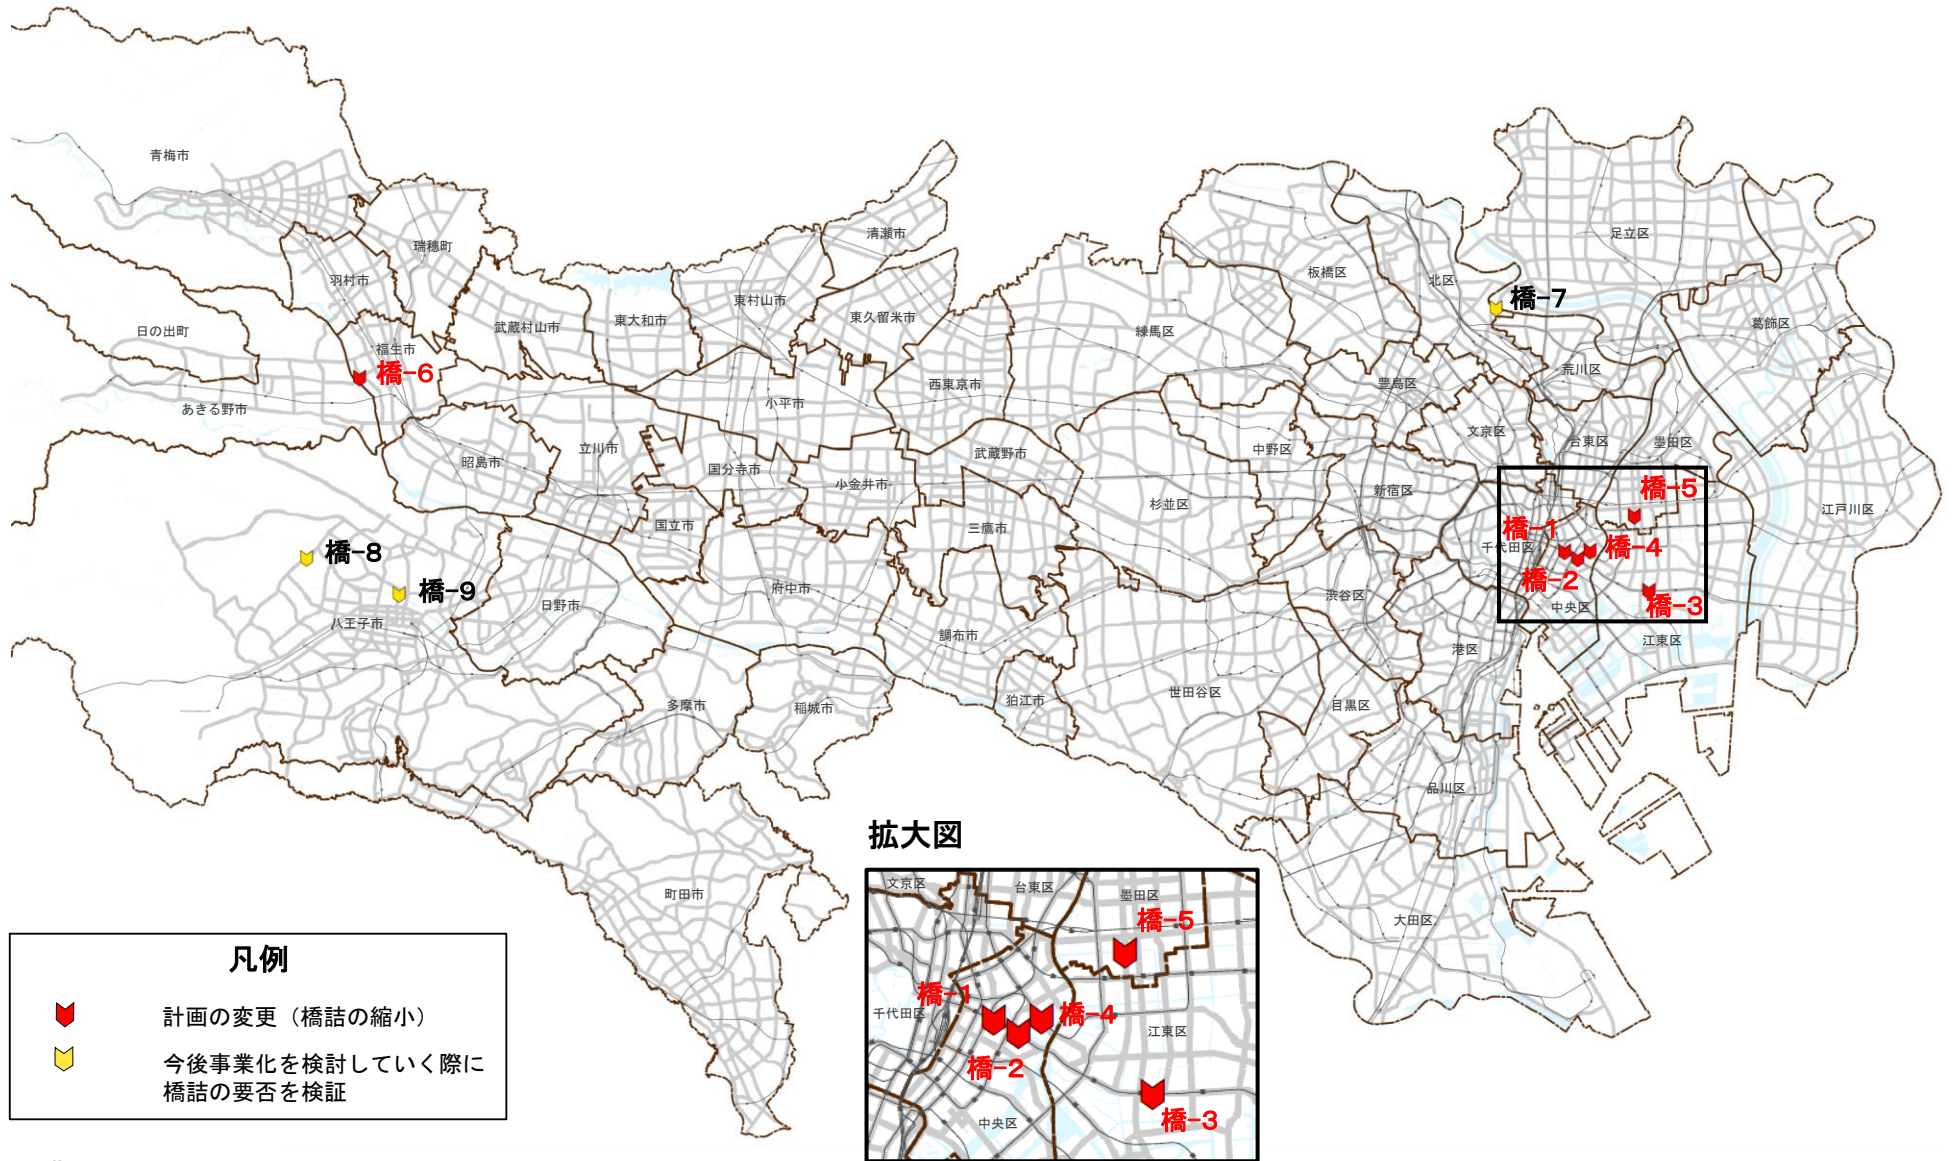 青梅市
瑞穂町
羽村市
日の出町
福生市
橋-6
あきる野市
武蔵村山市
東大和市
東村山市
清瀬市
東久留米市
西東京市
小平市
昭島市
立川市
国分寺市
小金井市
武蔵野市
国立市
三鷹市
府中市
調布市
狛江市
日野市
橋-8
橋-9
八王子市
多摩市
稲城市
町田市
練馬区
板橋区
北区
足立区
橋-7
葛飾区
荒川区
豊島区
文京区
台東区
墨田区
中野区
杉並区
新宿区
千代田区
橋-5
橋-1
橋-4
橋-2
橋-3
中央区
江東区
江戸川区
渋谷区
港区
世田谷区
目黒区
品川区
大田区
拡大図
文京区
台東区
墨田区
橋-5
橋-1
千代田区
橋-4
江東区
橋-2
橋-3
中央区
凡例
計画の変更（橋詰の縮小）
今後事業化を検討していく際に
橋詰の要否を検証